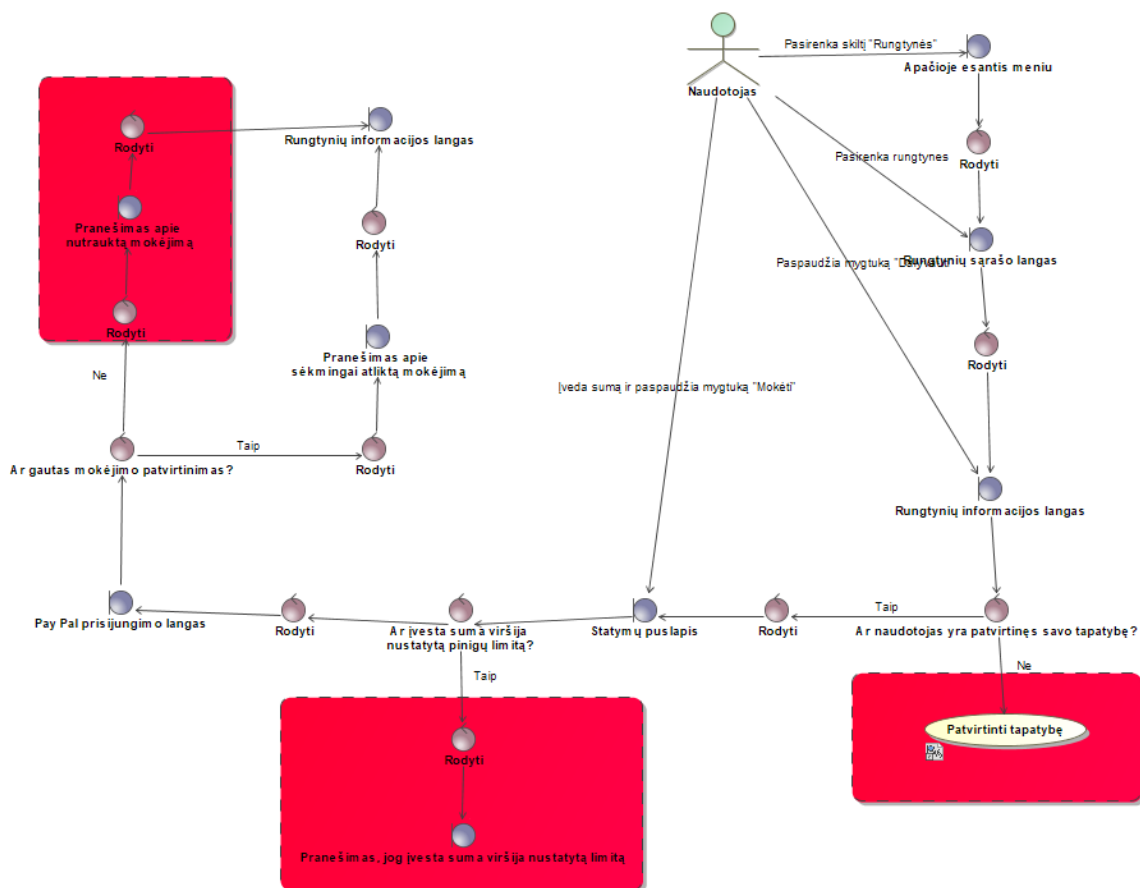 Naudotojas
Pasirenka skiltį "Rungtynės"
Apačioje esantis meniu
Rodyti
Pasirenka rungtynes
Rungtynių sąrašo langas
Paspaudžia mygtuką
Rodyti
Rungtynių informacijos langas
Ar naudotojas yra patvirtinęs savo tapatybę?
Ne
Patvirtinti tapatybę
Taip
Rodyti
Įveda sumą ir paspaudžia mygtuką "Mokėti"
Statymų puslapis
Ar įvesta suma viršija
nustatytą pinigų limitą?
Taip
Rodyti
Pranešimas, jog įvesta suma viršija nustatytą limitą
Rodyti
Pay Pal prisijungimo langas
Ar gautas mokėjimo patvirtinimas?
Taip
Rodyti
Pranešimas apie
sėkmingai atliktą mokėjimą
Rodyti
Rungtynių informacijos langas
Ne
Rodyti
Pranešimas apie
nutrauktą mokėjimą
Rodyti